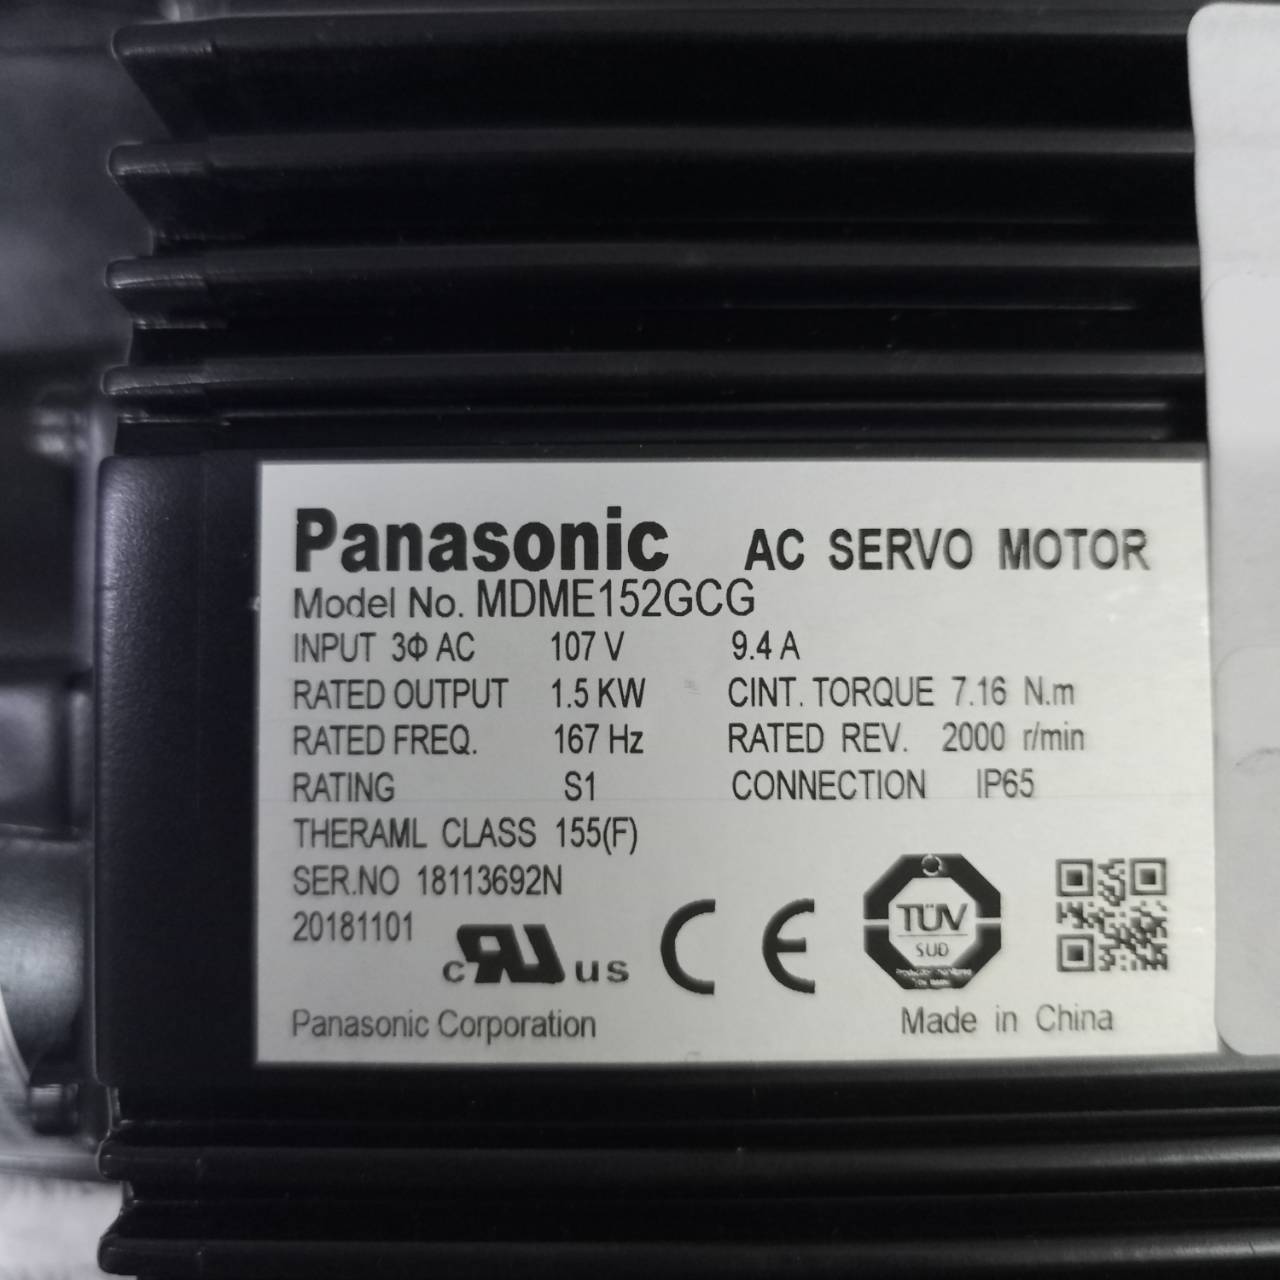 Panasonic AC SERVO MOTOR
Model No. MDME152GCG
INPUT 3Φ AC 107 V 9.4 A
RATED OUTPUT 1.5 KW CINT. TORQUE 7.16 N.m
RATED FREQ. 167 Hz RATED REV. 2000 r/min
RATING S1 CONNECTION IP65
THERAML CLASS 155(F)
SER.NO 18113692N
20181101
c RU us CE TÜV
SUD
Panasonic Corporation Made in China